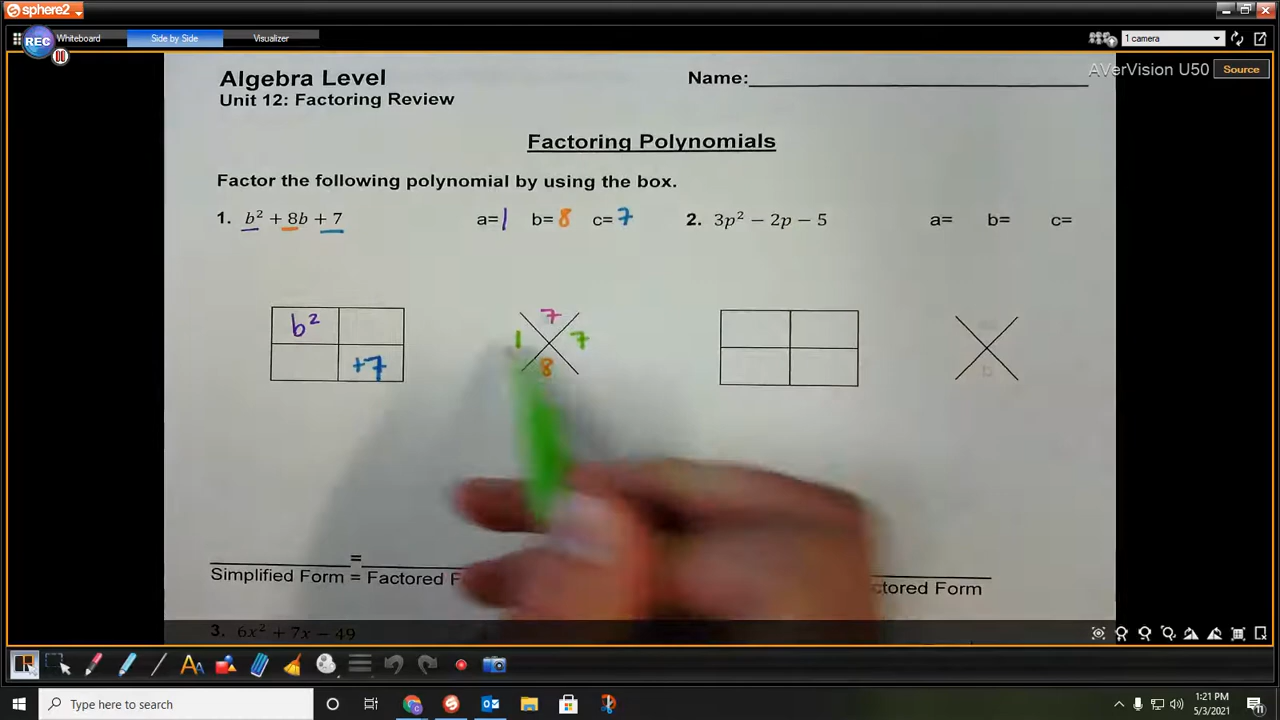 sphere2
REC
Whiteboard
Side by Side
Visualizer
1 camera
AVerVision U50
Source
Algebra Level
Name:
Unit 12: Factoring Review
Factoring Polynomials
Factor the following polynomial by using the box.
1. b² + 8b + 7 a= 1 b= 8 c= 7
2. 3p² − 2p − 5 a= b= c=
b²
+7
7
1 7
8
=
Simplified Form = Factored F
ctored Form
3. 6x² + 7x − 49
Type here to search
1:21 PM
5/3/2021